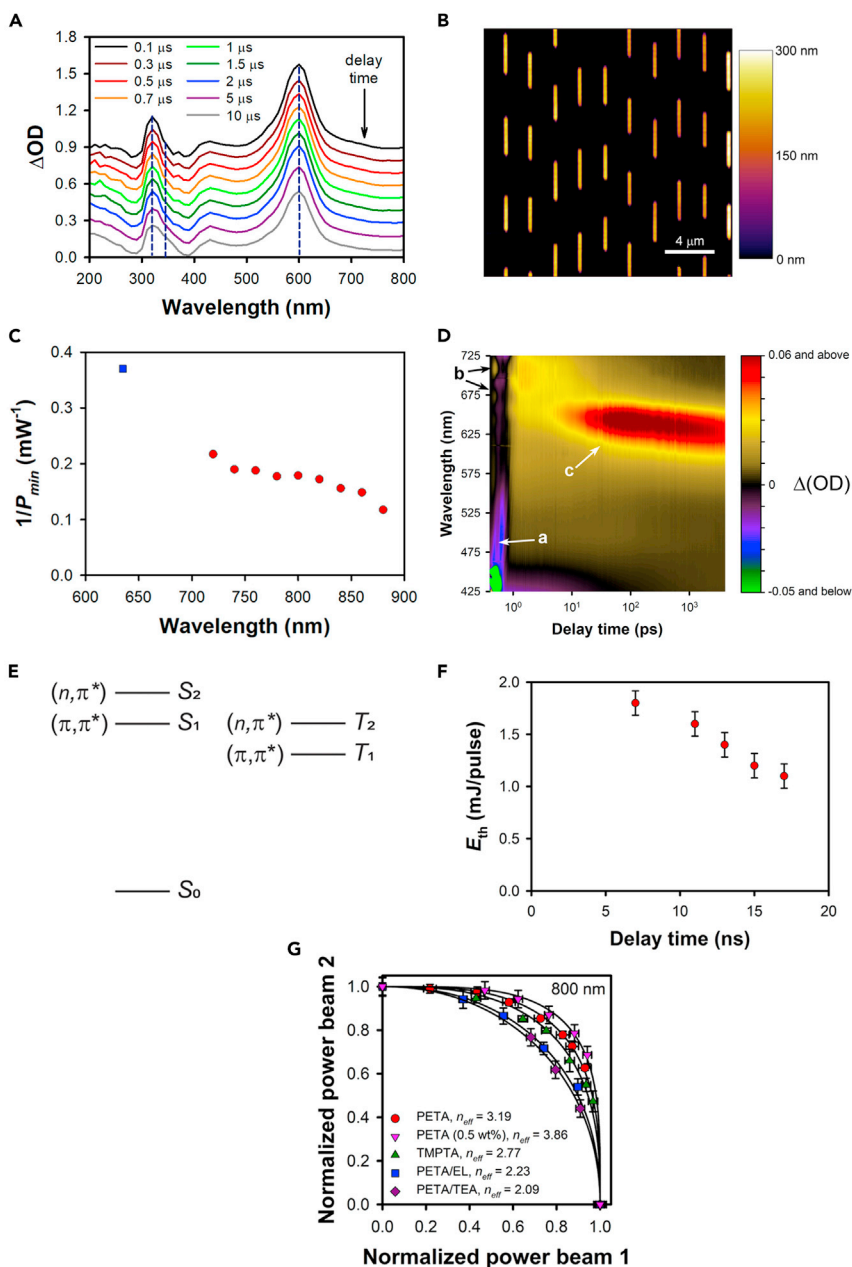 A
ΔOD
1.8
1.5
1.2
0.9
0.6
0.3
0.0
0.1 μs
0.3 μs
0.5 μs
0.7 μs
1 μs
1.5 μs
2 μs
5 μs
10 μs
delay
time
200 300 400 500 600 700 800
Wavelength (nm)
B
4 μm
300 nm
150 nm
0 nm
C
1/Pmin (mW-1)
0.4
0.3
0.2
0.1
0.0
600 650 700 750 800 850 900
Wavelength (nm)
D
Wavelength (nm)
725
675
625
575
525
475
425
b
c
a
10⁰ 10¹ 10² 10³
Delay time (ps)
0.06 and above
0
-0.05 and below
Δ(OD)
E
(n,π*) S2
(π,π*) S1
(n,π*) T2
(π,π*) T1
S0
F
Eth (mJ/pulse)
2.0
1.5
1.0
0.5
0.0
0 5 10 15 20
Delay time (ns)
G
Normalized power beam 2
1.0
0.8
0.6
0.4
0.2
0.0
800 nm
PETA, neff = 3.19
PETA (0.5 wt%), neff = 3.86
TMPTA, neff = 2.77
PETA/EL, neff = 2.23
PETA/TEA, neff = 2.09
0.0 0.2 0.4 0.6 0.8 1.0
Normalized power beam 1